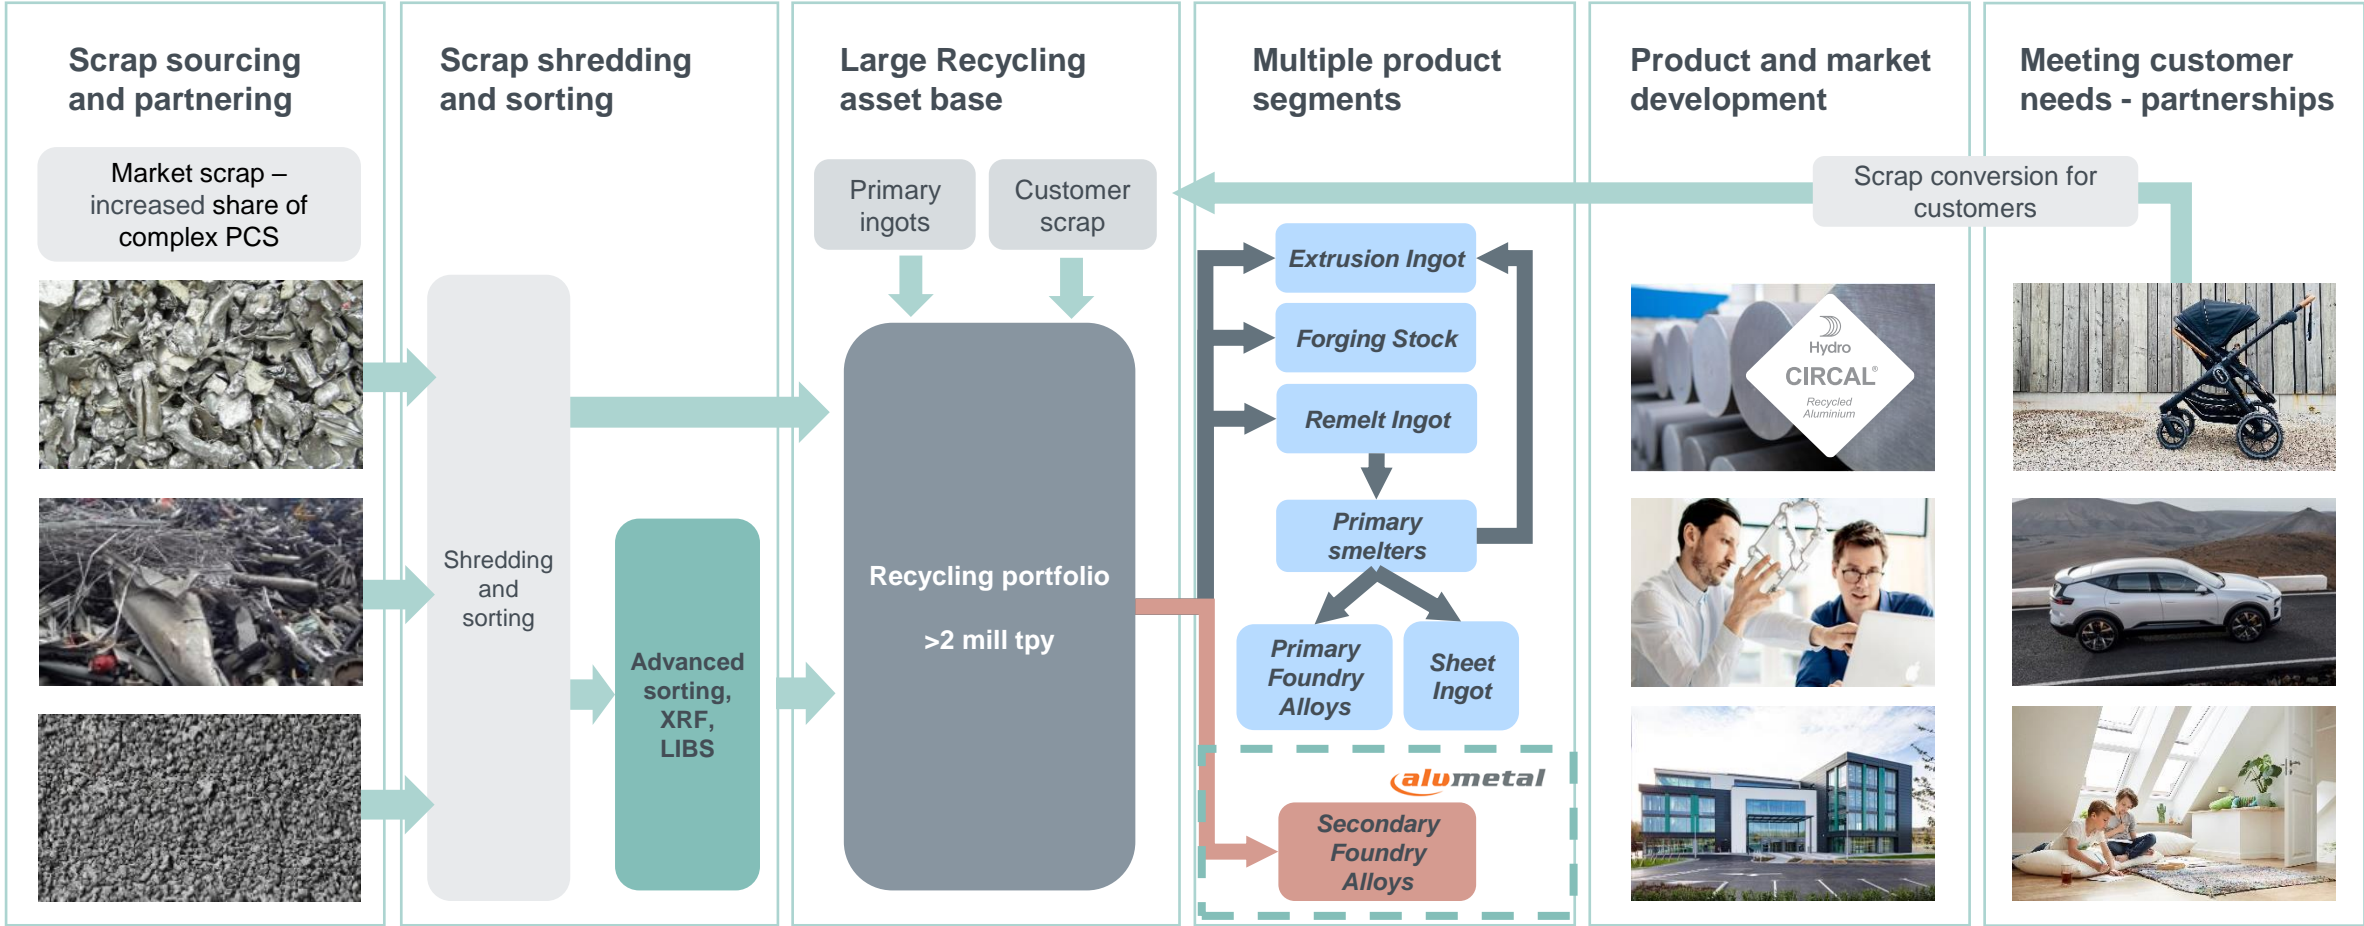 Scrap sourcing
and partnering
Market scrap –
increased share of
complex PCS
Scrap shredding
and sorting
Shredding
and
sorting
Advanced
sorting,
XRF,
LIBS
Large Recycling
asset base
Primary
ingots
Customer
scrap
Recycling portfolio
>2 mill tpy
Multiple product
segments
Extrusion Ingot
Forging Stock
Remelt Ingot
Primary
smelters
Primary
Foundry
Alloys
Sheet
Ingot
alumetal
Secondary
Foundry
Alloys
Product and market
development
Scrap conversion for
customers
Hydro
CIRCAL®
Recycled
Aluminium
Meeting customer
needs - partnerships